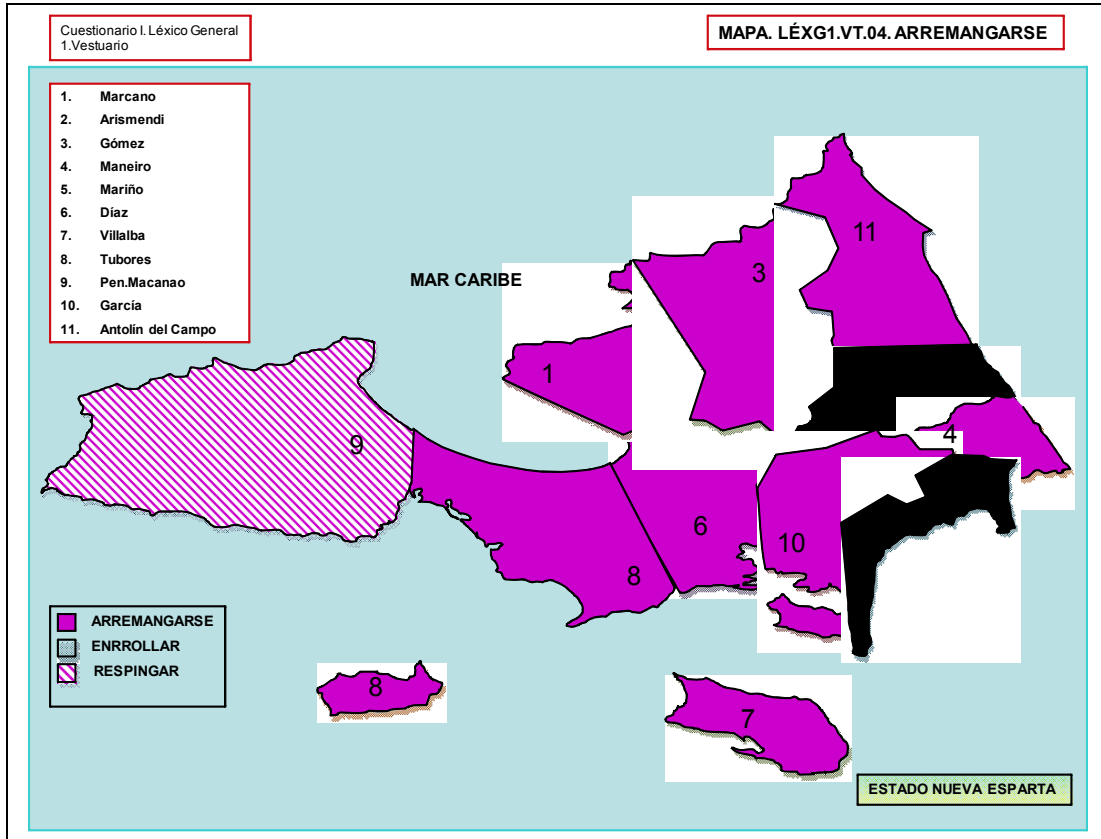 Cuestionario I. Léxico General
1.Vestuario
MAPA. LÉXG1.VT.04. ARREMANGARSE
1. Marcano
2. Arismendi
3. Gómez
4. Maneiro
5. Mariño
6. Díaz
7. Villalba
8. Tubores
9. Pen.Macanao
10. García
11. Antolín del Campo
MAR CARIBE
11
3
1
4
9
6
10
8
8
7
ARREMANGARSE
ENRROLLAR
RESPINGAR
ESTADO NUEVA ESPARTA